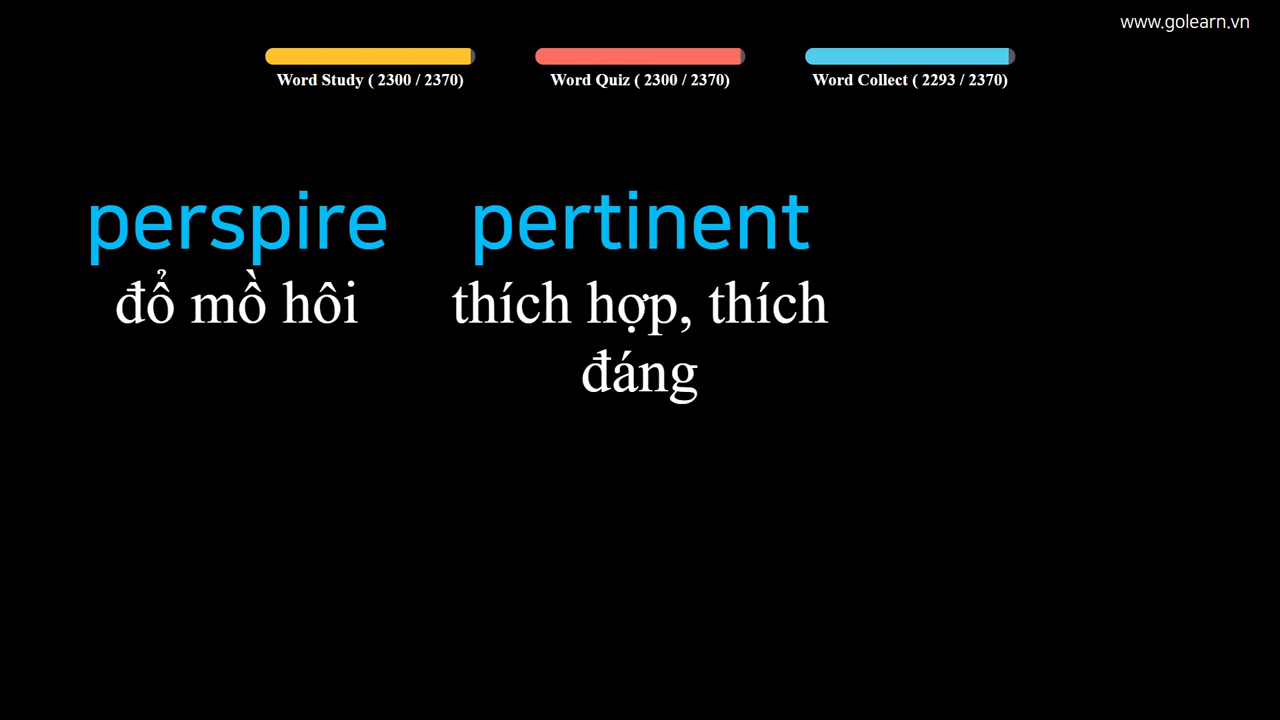 www.golearn.vn
Word Study ( 2300 / 2370)
Word Quiz ( 2300 / 2370)
Word Collect ( 2293 / 2370)
perspire
đổ mồ hôi
pertinent
thích hợp, thích
đáng